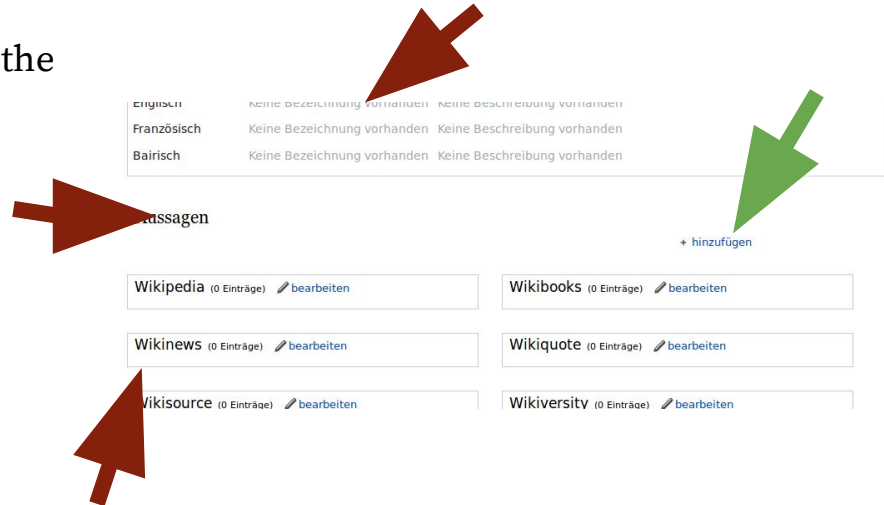 the
Englisch Keine Bezeichnung vorhanden Keine Beschreibung vorhanden
Französisch Keine Bezeichnung vorhanden Keine Beschreibung vorhanden
Bairisch Keine Bezeichnung vorhanden Keine Beschreibung vorhanden
Aussagen
+ hinzufügen
Wikipedia (0 Einträge) bearbeiten Wikibooks (0 Einträge) bearbeiten
Wikinews (0 Einträge) bearbeiten Wikiquote (0 Einträge) bearbeiten
Wikisource (0 Einträge) bearbeiten Wikiversity (0 Einträge) bearbeiten